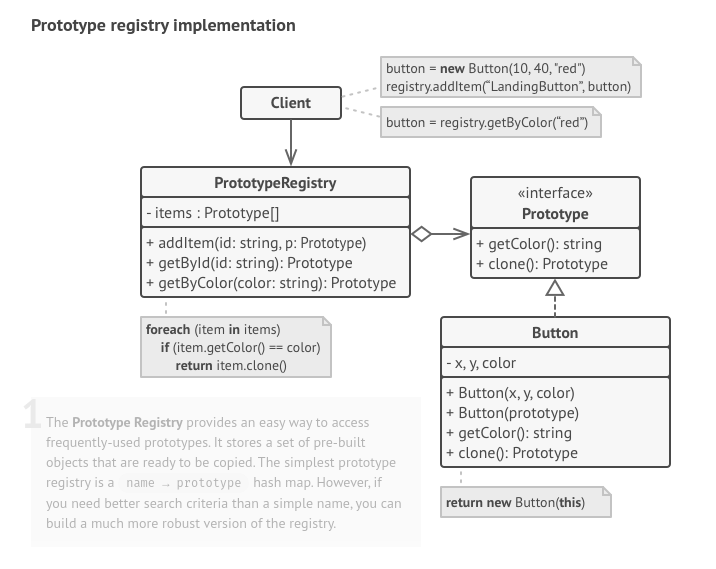 Prototype registry implementation
button = new Button(10, 40, "red")
registry.addItem(“LandingButton”, button)
Client
button = registry.getByColor(“red”)
PrototypeRegistry
- items : Prototype[]
+ addItem(id: string, p: Prototype)
+ getById(id: string): Prototype
+ getByColor(color: string): Prototype
«interface»
Prototype
+ getColor(): string
+ clone(): Prototype
foreach (item in items)
if (item.getColor() == color)
return item.clone()
Button
- x, y, color
+ Button(x, y, color)
+ Button(prototype)
+ getColor(): string
+ clone(): Prototype
return new Button(this)
1
The Prototype Registry provides an easy way to access
frequently-used prototypes. It stores a set of pre-built
objects that are ready to be copied. The simplest prototype
registry is a name → prototype hash map. However, if
you need better search criteria than a simple name, you can
build a much more robust version of the registry.